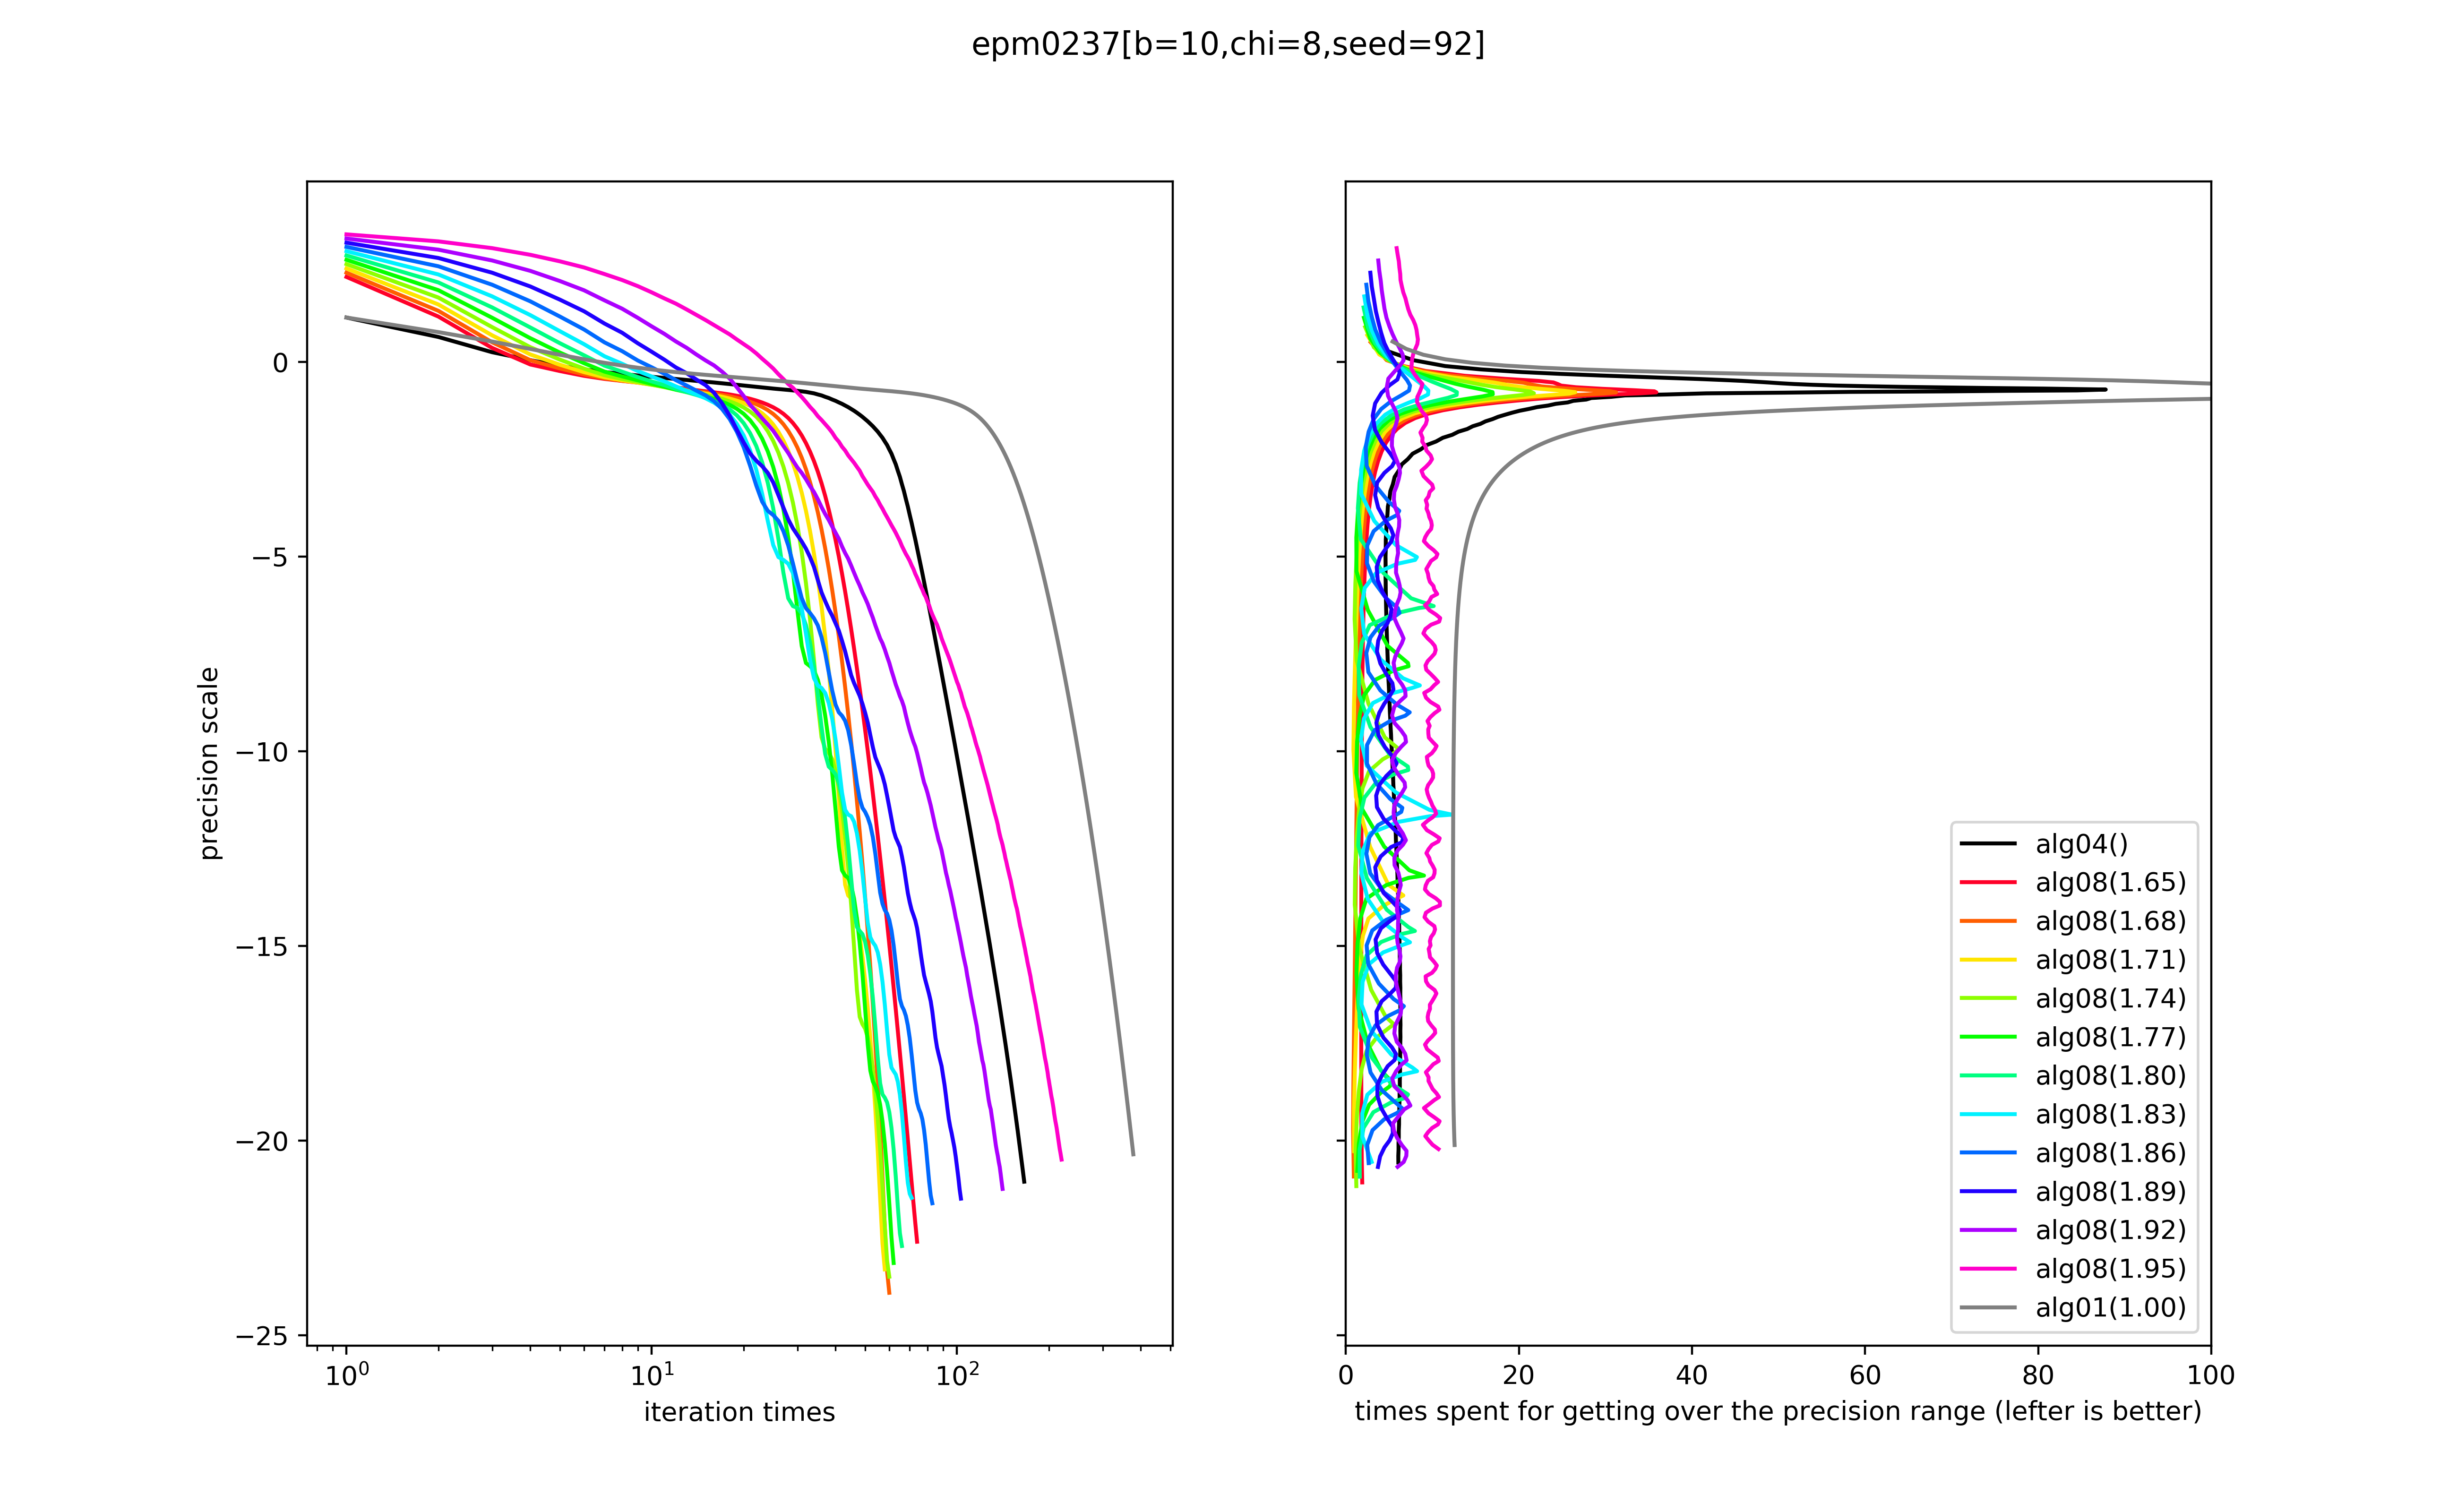 epm0237[b=10,chi=8,seed=92]
precision scale
0
−5
−10
−15
−20
−25
10⁰ 10¹ 10²
iteration times
0 20 40 60 80 100
times spent for getting over the precision range (lefter is better)
alg04()
alg08(1.65)
alg08(1.68)
alg08(1.71)
alg08(1.74)
alg08(1.77)
alg08(1.80)
alg08(1.83)
alg08(1.86)
alg08(1.89)
alg08(1.92)
alg08(1.95)
alg01(1.00)